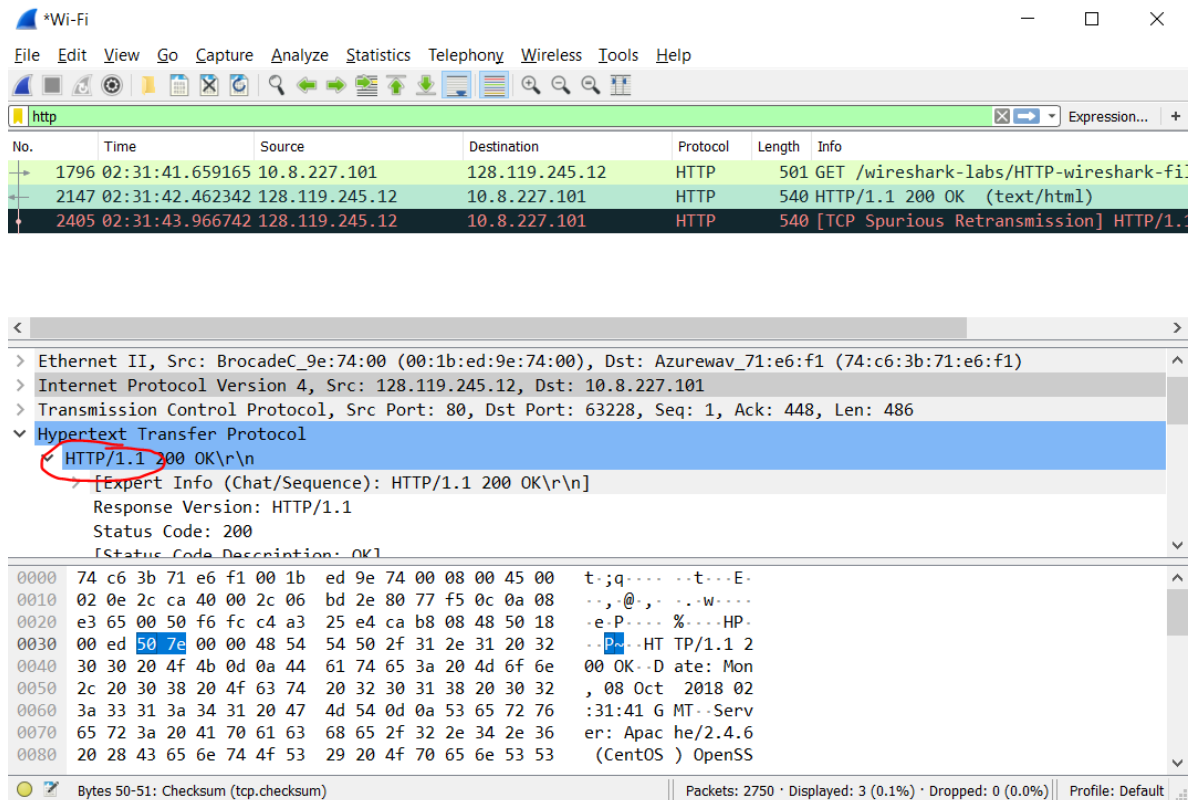 *Wi-Fi
File Edit View Go Capture Analyze Statistics Telephony Wireless Tools Help
http Expression... +
No. Time Source Destination Protocol Length Info
1796 02:31:41.659165 10.8.227.101 128.119.245.12 HTTP 501 GET /wireshark-labs/HTTP-wireshark-fil
2147 02:31:42.462342 128.119.245.12 10.8.227.101 HTTP 540 HTTP/1.1 200 OK (text/html)
2405 02:31:43.966742 128.119.245.12 10.8.227.101 HTTP 540 [TCP Spurious Retransmission] HTTP/1.1
Ethernet II, Src: BrocadeC_9e:74:00 (00:1b:ed:9e:74:00), Dst: Azurewav_71:e6:f1 (74:c6:3b:71:e6:f1)
Internet Protocol Version 4, Src: 128.119.245.12, Dst: 10.8.227.101
Transmission Control Protocol, Src Port: 80, Dst Port: 63228, Seq: 1, Ack: 448, Len: 486
Hypertext Transfer Protocol
HTTP/1.1 200 OK\r\n
[Expert Info (Chat/Sequence): HTTP/1.1 200 OK\r\n]
Response Version: HTTP/1.1
Status Code: 200
[Status Code Description: OK]
0000 74 c6 3b 71 e6 f1 00 1b ed 9e 74 00 08 00 45 00 t·;q···· ··t···E·
0010 02 0e 2c ca 40 00 2c 06 bd 2e 80 77 f5 0c 0a 08 ··,·@·,· ·.·w····
0020 e3 65 00 50 f6 fc c4 a3 25 e4 ca b8 08 48 50 18 ·e·P···· %····HP·
0030 00 ed 50 7e 00 00 48 54 54 50 2f 31 2e 31 20 32 ··P~··HT TP/1.1 2
0040 30 30 20 4f 4b 0d 0a 44 61 74 65 3a 20 4d 6f 6e 00 OK··D ate: Mon
0050 2c 20 30 38 20 4f 63 74 20 32 30 31 38 20 30 32 , 08 Oct 2018 02
0060 3a 33 31 3a 34 31 20 47 4d 54 0d 0a 53 65 72 76 :31:41 G MT··Serv
0070 65 72 3a 20 41 70 61 63 68 65 2f 32 2e 34 2e 36 er: Apac he/2.4.6
0080 20 28 43 65 6e 74 4f 53 29 20 4f 70 65 6e 53 53 (CentOS ) OpenSS
Bytes 50-51: Checksum (tcp.checksum) Packets: 2750 · Displayed: 3 (0.1%) · Dropped: 0 (0.0%) Profile: Default